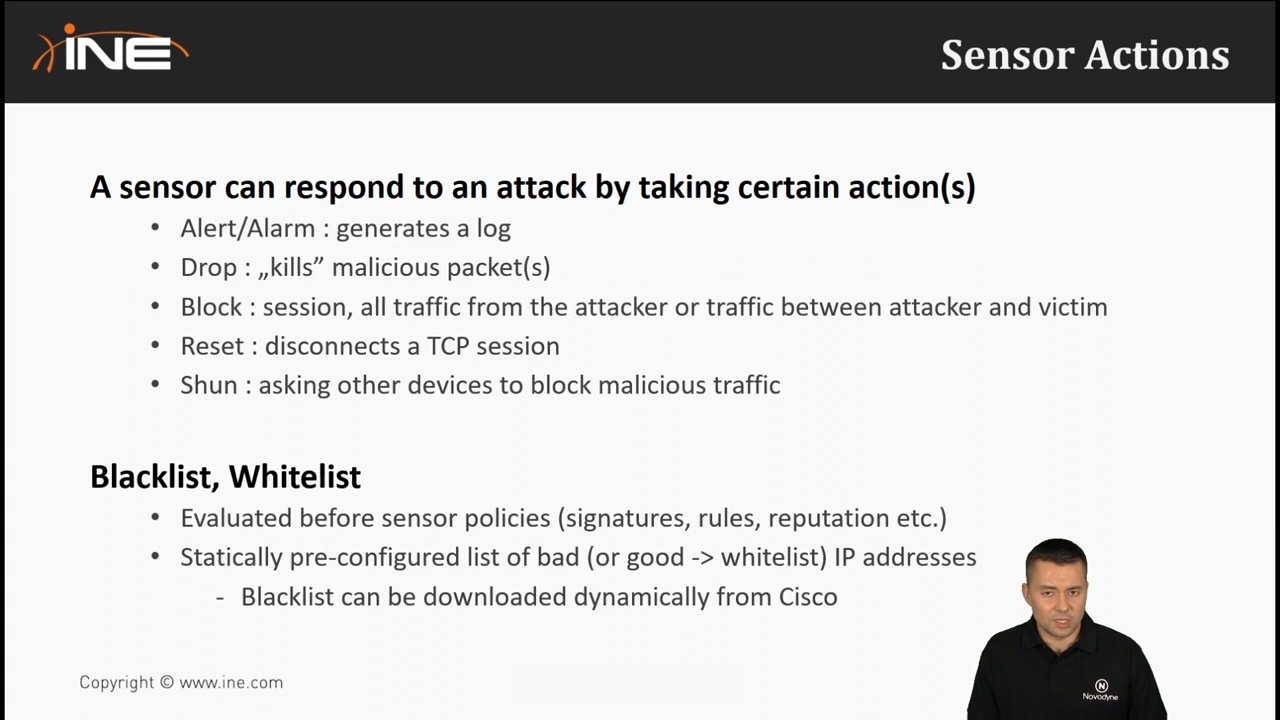 iNE
Sensor Actions
A sensor can respond to an attack by taking certain action(s)
• Alert/Alarm : generates a log
• Drop : „kills” malicious packet(s)
• Block : session, all traffic from the attacker or traffic between attacker and victim
• Reset : disconnects a TCP session
• Shun : asking other devices to block malicious traffic
Blacklist, Whitelist
• Evaluated before sensor policies (signatures, rules, reputation etc.)
• Statically pre-configured list of bad (or good -> whitelist) IP addresses
- Blacklist can be downloaded dynamically from Cisco
N
Novodyne
Copyright © www.ine.com